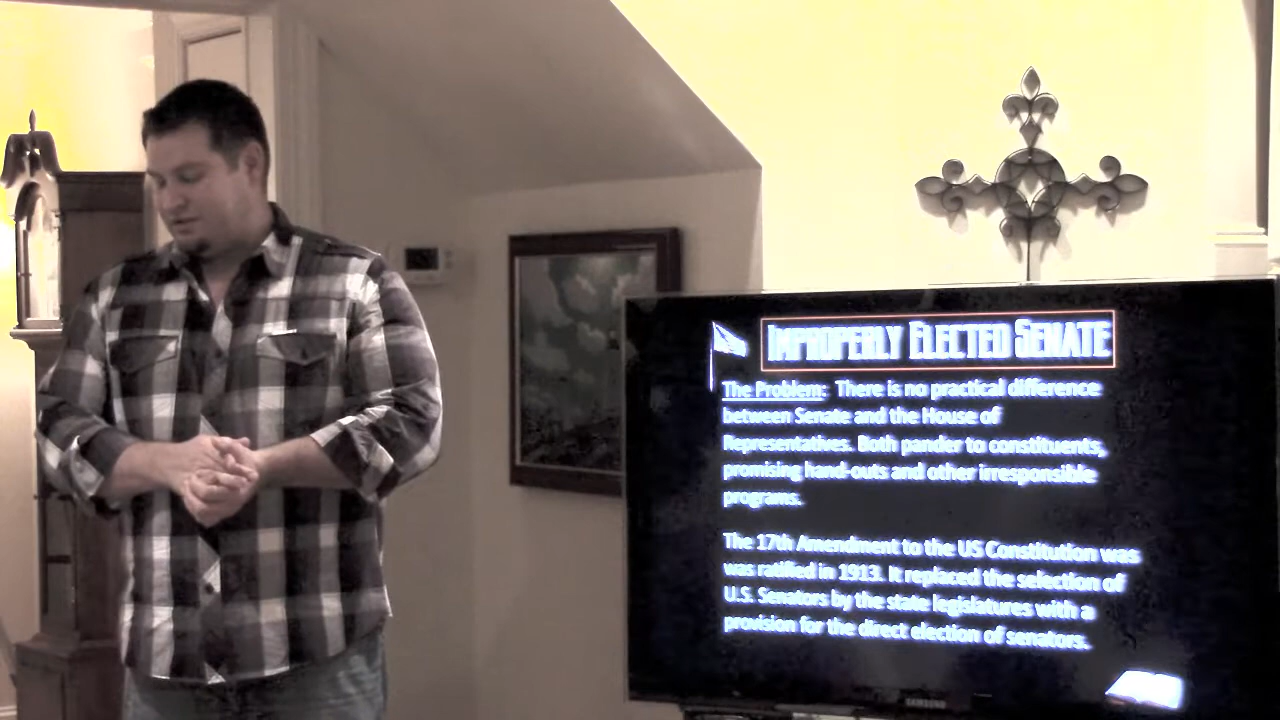 IMPROPERLY ELECTED SENATE
The Problem: There is no practical difference
between Senate and the House of
Representatives. Both pander to constituents,
promising hand-outs and other irresponsible
programs.
The 17th Amendment to the US Constitution was
was ratified in 1913. It replaced the selection of
U.S. Senators by the state legislatures with a
provision for the direct election of senators.
SAMSUNG